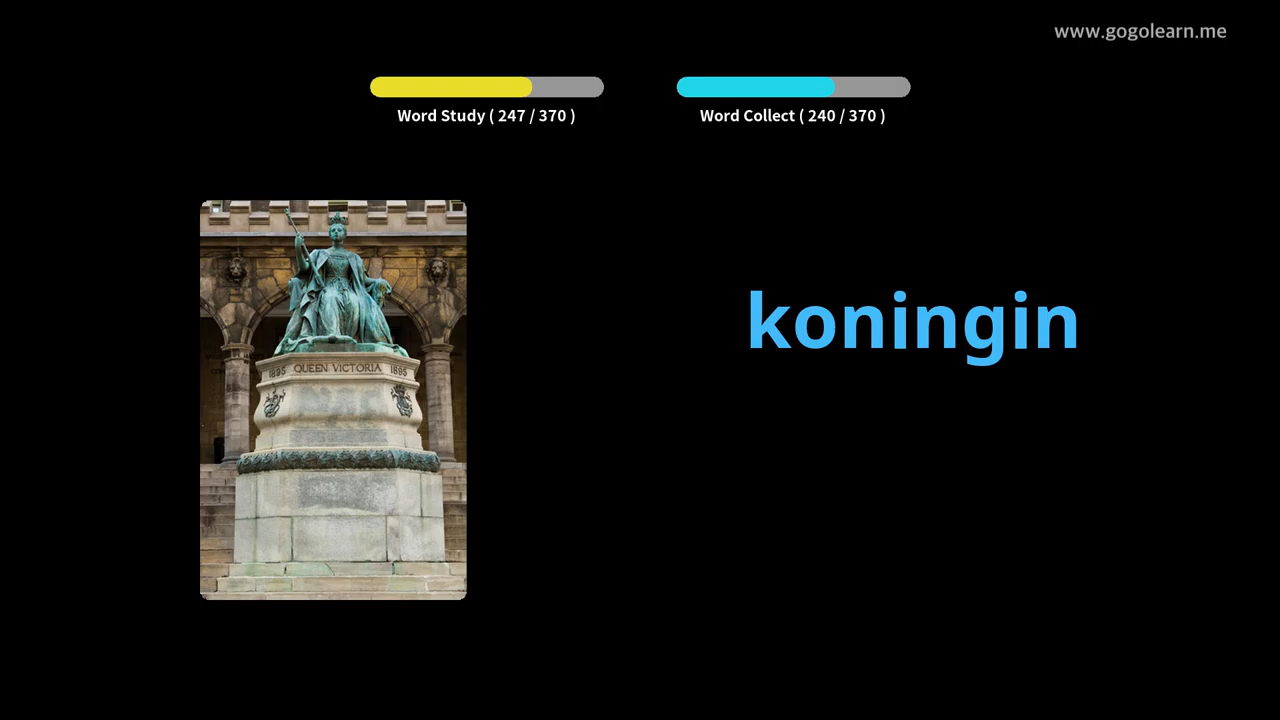 www.gogolearn.me
Word Study ( 247 / 370 )
Word Collect ( 240 / 370 )
koningin
1895 QUEEN VICTORIA 1895